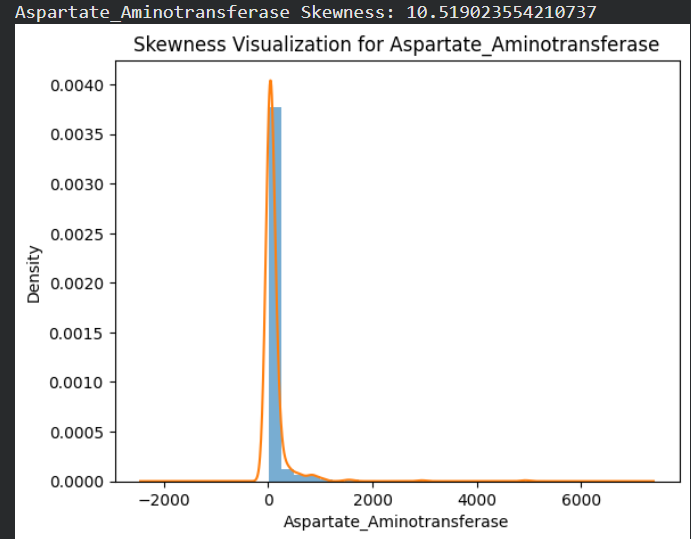 Aspartate_Aminotransferase Skewness: 10.519023554210737
Skewness Visualization for Aspartate_Aminotransferase
0.0040
0.0035
0.0030
0.0025
0.0020
0.0015
0.0010
0.0005
0.0000
Density
−2000 0 2000 4000 6000
Aspartate_Aminotransferase